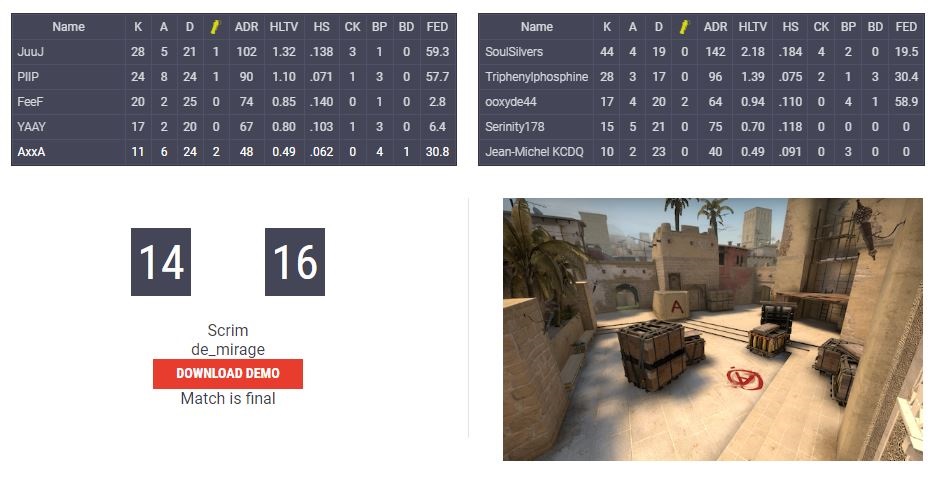 Name K A D ADR HLTV HS CK BP BD FED
JuuJ 28 5 21 1 102 1.32 .138 3 1 0 59.3
PIIP 24 8 24 1 90 1.10 .071 1 3 0 57.7
FeeF 20 2 25 0 74 0.85 .140 0 1 0 2.8
YAAY 17 2 20 0 67 0.80 .103 1 3 0 6.4
AxxA 11 6 24 2 48 0.49 .062 0 4 1 30.8
Name K A D ADR HLTV HS CK BP BD FED
SoulSilvers 44 4 19 0 142 2.18 .184 4 2 0 19.5
Triphenylphosphine 28 3 17 0 96 1.39 .075 2 1 3 30.4
ooxyde44 17 4 20 2 64 0.94 .110 0 4 1 58.9
Serinity178 15 5 21 0 75 0.70 .118 0 0 0 0
Jean-Michel KCDQ 10 2 23 0 40 0.49 .091 0 3 0 0
14 16
Scrim
de_mirage
DOWNLOAD DEMO
Match is final
A
A